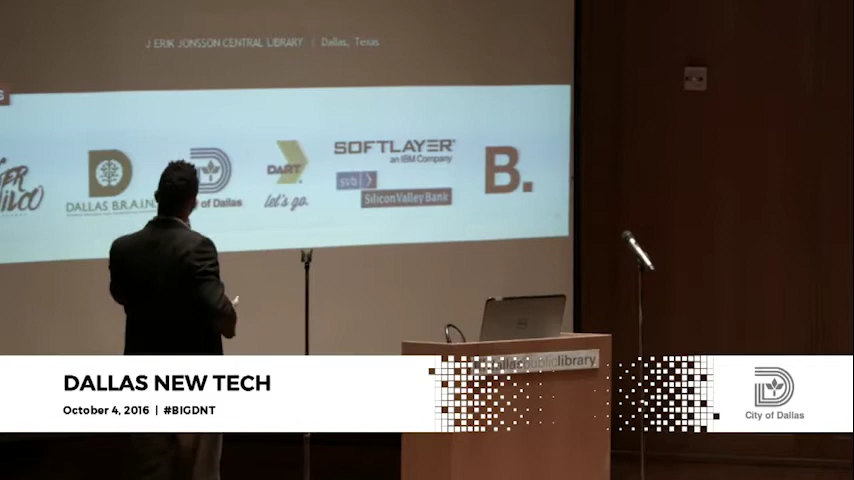 J ERIK JONSSON CENTRAL LIBRARY | Dallas, Texas
S
D
DALLAS B.R.A.I.N.
of Dallas
DART
let's go.
SOFTLAYER
an IBM Company
svb
Silicon Valley Bank
B.
DALLAS NEW TECH
October 4, 2016 | #BIGDNT
publiclibrary
City of Dallas